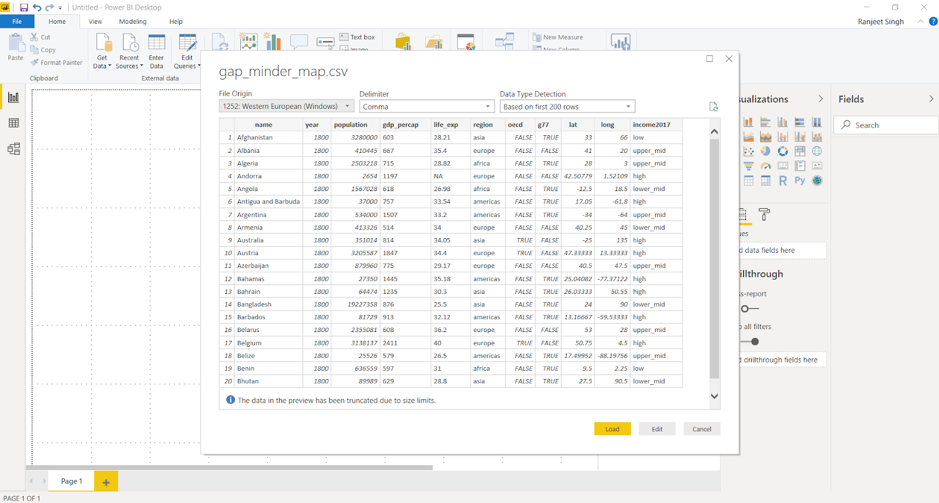 Untitled - Power BI Desktop
File Home View Modeling Help Ranjeet Singh
Paste Cut Copy Format Painter
Clipboard
Get Data Recent Sources Enter Data Edit Queries
External data
Text box
New Measure
gap_minder_map.csv
File Origin Delimiter Data Type Detection
1252: Western European (Windows) Comma Based on first 200 rows
name year population gdp_percap life_exp region oecd g77 lat long income2017
1 Afghanistan 1800 3280000 603 28.21 asia FALSE TRUE 33 66 low
2 Albania 1800 410445 667 35.4 europe FALSE FALSE 41 20 upper_mid
3 Algeria 1800 2503218 715 28.82 africa FALSE TRUE 28 3 upper_mid
4 Andorra 1800 2654 1197 NA europe FALSE FALSE 42.50779 1.52109 high
5 Angola 1800 1567028 618 26.98 africa FALSE TRUE -12.5 18.5 lower_mid
6 Antigua and Barbuda 1800 37000 757 33.54 americas FALSE TRUE 17.05 -61.8 high
7 Argentina 1800 534000 1507 33.2 americas FALSE TRUE -34 -64 upper_mid
8 Armenia 1800 413326 514 34 europe FALSE FALSE 40.25 45 lower_mid
9 Australia 1800 351014 814 34.05 asia TRUE FALSE -25 135 high
10 Austria 1800 3205587 1847 34.4 europe TRUE FALSE 47.33333 13.33333 high
11 Azerbaijan 1800 879960 775 29.17 europe FALSE FALSE 40.5 47.5 upper_mid
12 Bahamas 1800 27350 1445 35.18 americas FALSE TRUE 25.04082 -77.37122 high
13 Bahrain 1800 64474 1235 30.3 asia FALSE TRUE 26.03333 50.55 high
14 Bangladesh 1800 19227358 876 25.5 asia FALSE TRUE 24 90 lower_mid
15 Barbados 1800 81729 913 32.12 americas FALSE TRUE 13.16667 -59.53333 high
16 Belarus 1800 2355081 608 36.2 europe FALSE FALSE 53 28 upper_mid
17 Belgium 1800 3138137 2411 40 europe TRUE FALSE 50.75 4.5 high
18 Belize 1800 25526 579 26.5 americas FALSE TRUE 17.49952 -88.19756 upper_mid
19 Benin 1800 636559 597 31 africa FALSE TRUE 9.5 2.25 low
20 Bhutan 1800 89989 629 28.8 asia FALSE TRUE 27.5 90.5 lower_mid
The data in the preview has been truncated due to size limits.
Load Edit Cancel
sualizations Fields
Search
R Py
ues
d data fields here
illthrough
ss-report
p all filters
d drillthrough fields here
Page 1
PAGE 1 OF 1